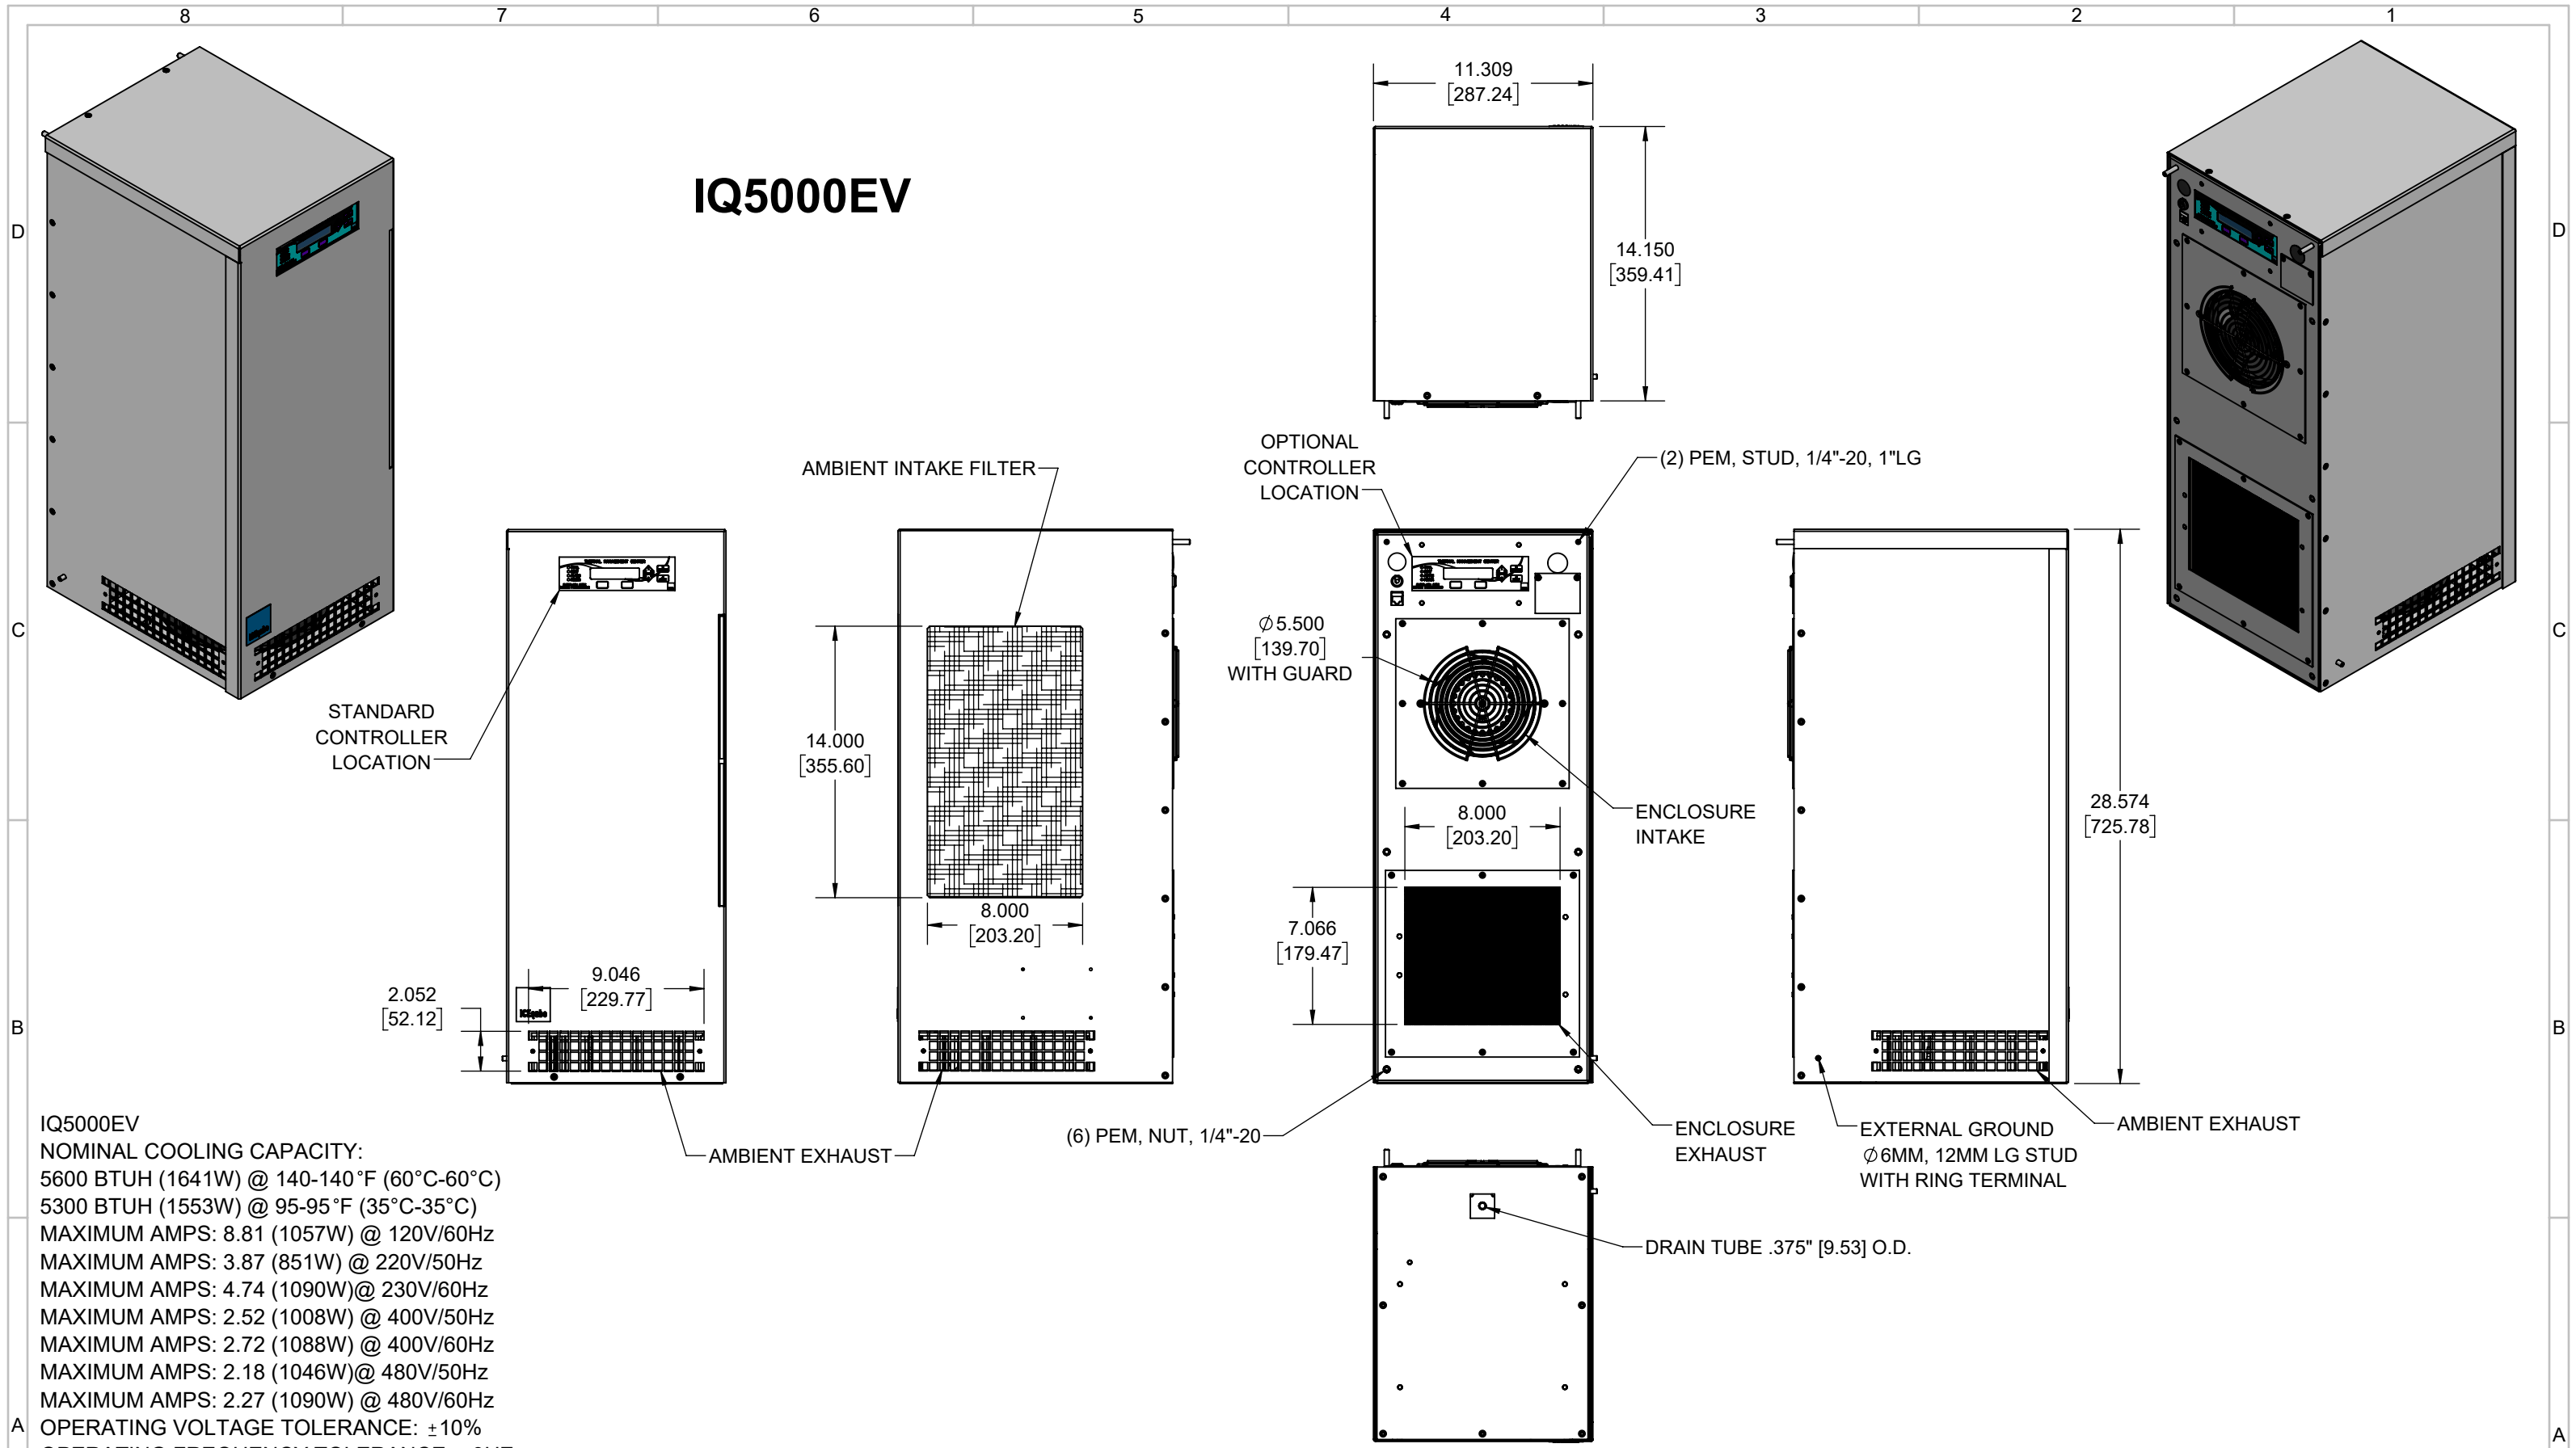 8 7 6 5 4 3 2 1
IQ5000EV
11.309
[287.24]
14.150
[359.41]
D
D
AMBIENT INTAKE FILTER
OPTIONAL
CONTROLLER
LOCATION
(2) PEM, STUD, 1/4"-20, 1"LG
THERMAL MANAGEMENT CENTER
THERMAL MANAGEMENT CENTER
C
C
Ø5.500
[139.70]
WITH GUARD
STANDARD
CONTROLLER
LOCATION
14.000
[355.60]
ENCLOSURE
INTAKE
8.000
[203.20]
28.574
[725.78]
8.000
[203.20]
7.066
[179.47]
9.046
[229.77]
2.052
[52.12]
ICEqube
B
B
AMBIENT EXHAUST
(6) PEM, NUT, 1/4"-20
ENCLOSURE
EXHAUST
EXTERNAL GROUND
Ø6MM, 12MM LG STUD
WITH RING TERMINAL
AMBIENT EXHAUST
DRAIN TUBE .375" [9.53] O.D.
IQ5000EV
NOMINAL COOLING CAPACITY:
5600 BTUH (1641W) @ 140-140°F (60°C-60°C)
5300 BTUH (1553W) @ 95-95°F (35°C-35°C)
MAXIMUM AMPS: 8.81 (1057W) @ 120V/60Hz
MAXIMUM AMPS: 3.87 (851W) @ 220V/50Hz
MAXIMUM AMPS: 4.74 (1090W)@ 230V/60Hz
MAXIMUM AMPS: 2.52 (1008W) @ 400V/50Hz
MAXIMUM AMPS: 2.72 (1088W) @ 400V/60Hz
MAXIMUM AMPS: 2.18 (1046W)@ 480V/50Hz
MAXIMUM AMPS: 2.27 (1090W) @ 480V/60Hz
OPERATING VOLTAGE TOLERANCE: ±10%
A
A